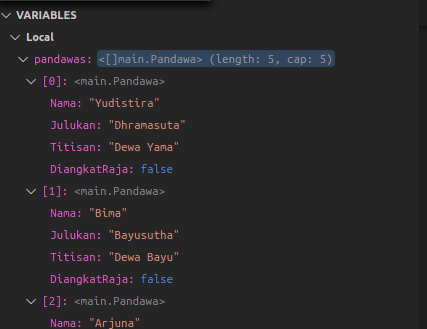 VARIABLES
Local
pandawas: <[]main.Pandawa> (length: 5, cap: 5)
[0]: <main.Pandawa>
Nama: "Yudistira"
Julukan: "Dhramasuta"
Titisan: "Dewa Yama"
DiangkatRaja: false
[1]: <main.Pandawa>
Nama: "Bima"
Julukan: "Bayusutha"
Titisan: "Dewa Bayu"
DiangkatRaja: false
[2]: <main.Pandawa>
Nama: "Arjuna"